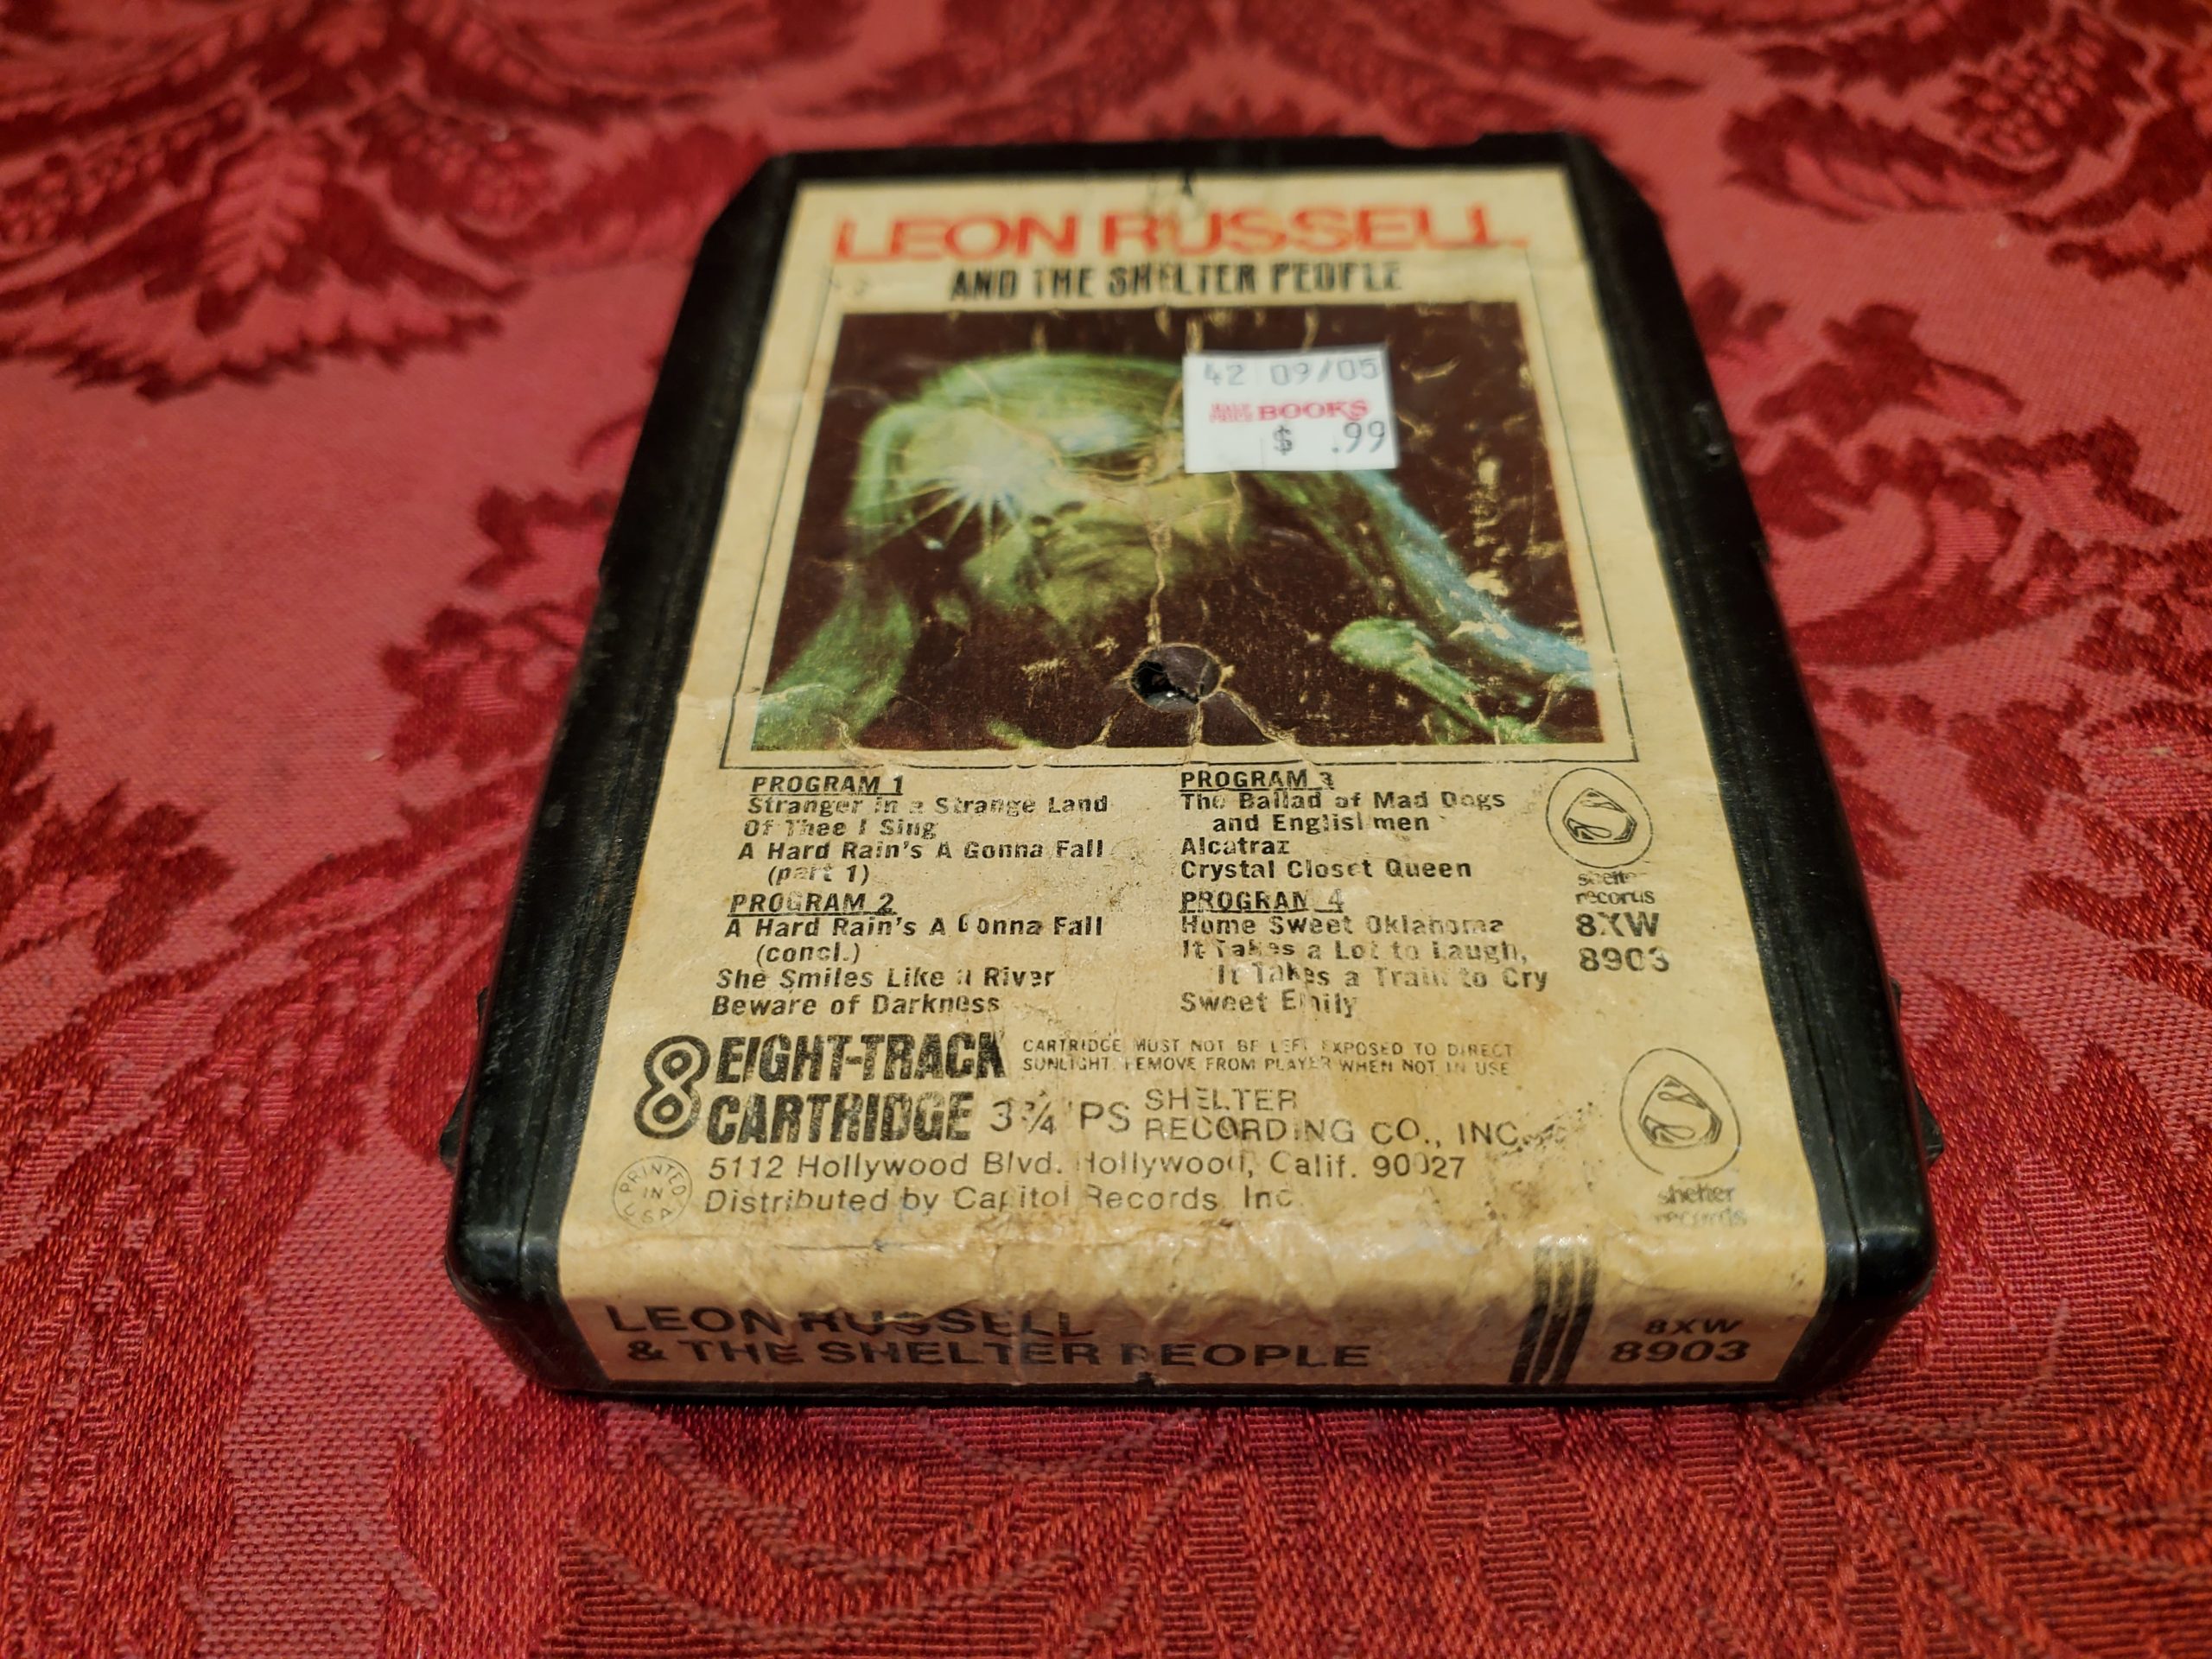 LEON RUSSELL
AND THE SHELTER PEOPLE
42 09/05
HALF PRICE BOOKS
$ .99
PROGRAM 1
Stranger in a Strange Land
Of Thee I Sing
A Hard Rain's A Gonna Fall
(part 1)
PROGRAM 2
A Hard Rain's A Gonna Fall
(concl.)
She Smiles Like a River
Beware of Darkness
PROGRAM 3
The Ballad of Mad Dogs
and Englishmen
Alcatraz
Crystal Closet Queen
PROGRAM 4
Home Sweet Oklahoma
It Takes a Lot to Laugh,
It Takes a Train to Cry
Sweet Emily
shelter
records
8XW
8903
8 EIGHT-TRACK
CARTRIDGE
CARTRIDGE MUST NOT BE LEFT EXPOSED TO DIRECT
SUNLIGHT. REMOVE FROM PLAYER WHEN NOT IN USE
3¾ IPS
SHELTER
RECORDING CO., INC.
5112 Hollywood Blvd. Hollywood, Calif. 90027
Distributed by Capitol Records, Inc.
PRINTED
IN
USA
shelter
records
LEON RUSSELL
& THE SHELTER PEOPLE
8XW
8903